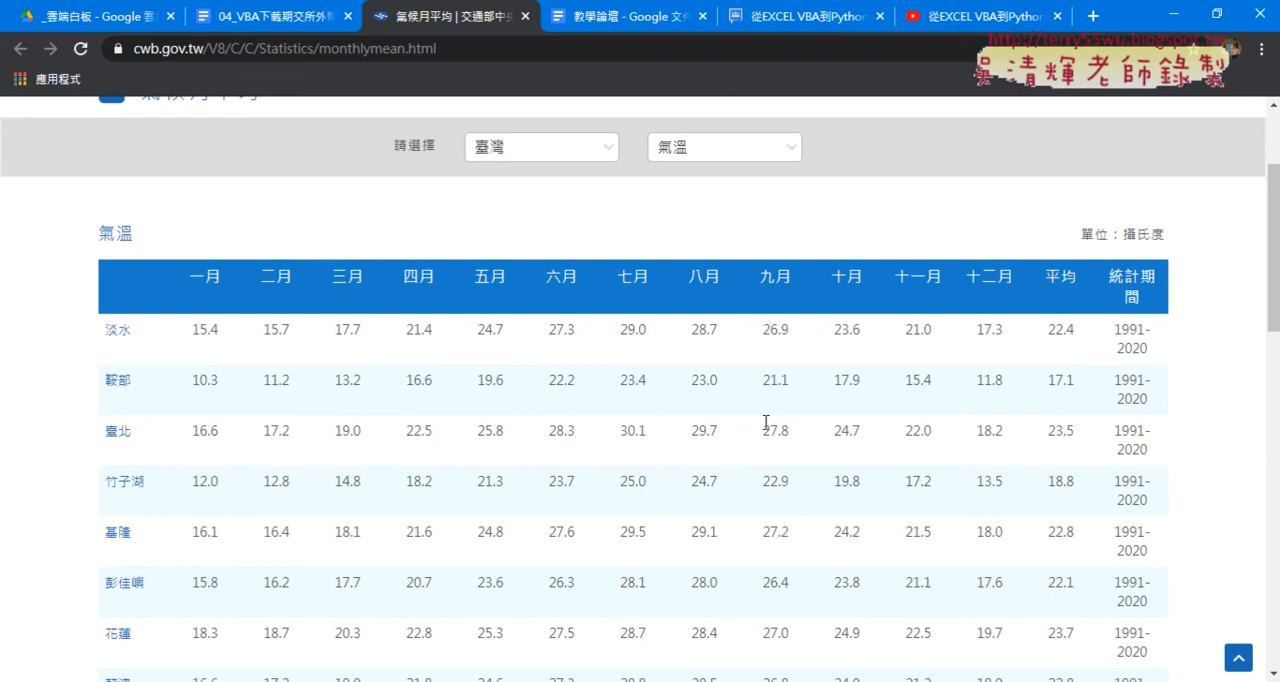 _雲端白板 - Google 雲
04_VBA下載期交所外
氣候月平均 | 交通部中央
教學論壇 - Google 文件
從EXCEL VBA到Python
從EXCEL VBA到Python
cwb.gov.tw/V8/C/C/Statistics/monthlymean.html
http://terry55wu.blogspot.tw
吳清輝老師錄製
應用程式
請選擇 臺灣 氣溫
氣溫
單位：攝氏度
一月 二月 三月 四月 五月 六月 七月 八月 九月 十月 十一月 十二月 平均 統計期
間
淡水 15.4 15.7 17.7 21.4 24.7 27.3 29.0 28.7 26.9 23.6 21.0 17.3 22.4 1991-
2020
鞍部 10.3 11.2 13.2 16.6 19.6 22.2 23.4 23.0 21.1 17.9 15.4 11.8 17.1 1991-
2020
臺北 16.6 17.2 19.0 22.5 25.8 28.3 30.1 29.7 27.8 24.7 22.0 18.2 23.5 1991-
2020
竹子湖 12.0 12.8 14.8 18.2 21.3 23.7 25.0 24.7 22.9 19.8 17.2 13.5 18.8 1991-
2020
基隆 16.1 16.4 18.1 21.6 24.8 27.6 29.5 29.1 27.2 24.2 21.5 18.0 22.8 1991-
2020
彭佳嶼 15.8 16.2 17.7 20.7 23.6 26.3 28.1 28.0 26.4 23.8 21.1 17.6 22.1 1991-
2020
花蓮 18.3 18.7 20.3 22.8 25.3 27.5 28.7 28.4 27.0 24.9 22.5 19.7 23.7 1991-
2020